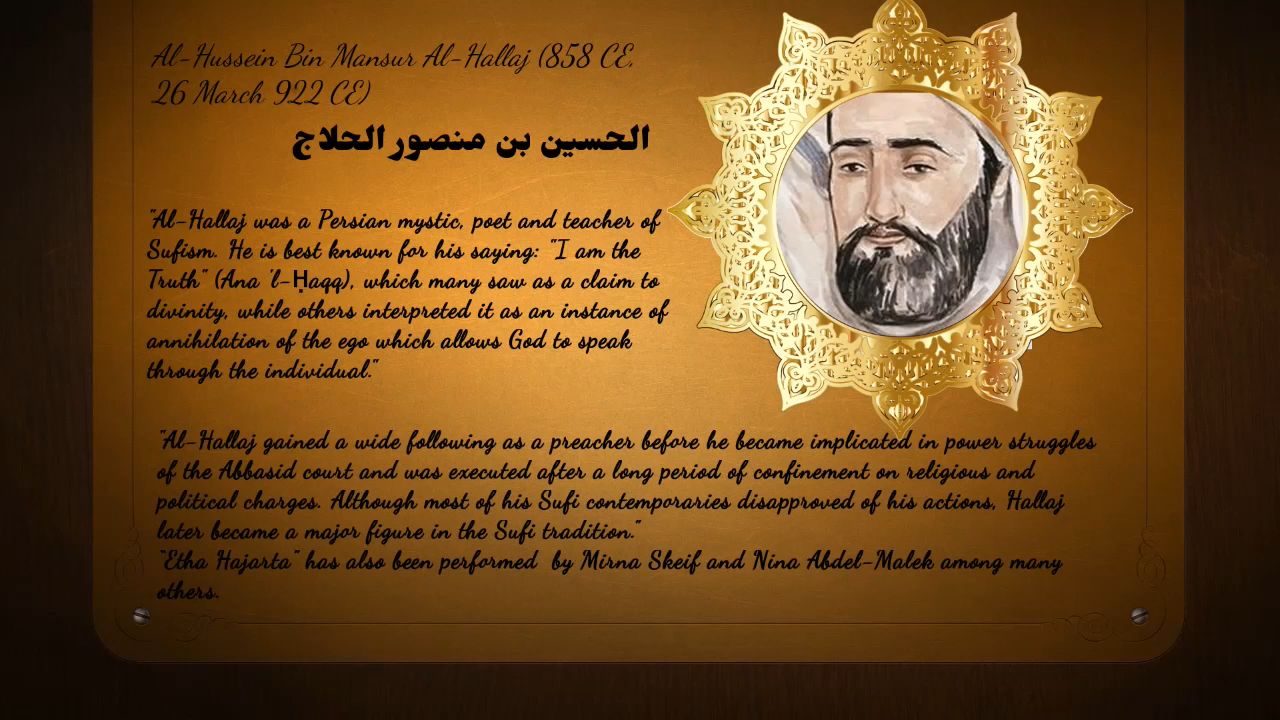 Al-Hussein Bin Mansur Al-Hallaj (858 CE,
26 March 922 CE)
الحسين بن منصور الحلاج
"Al-Hallaj was a Persian mystic, poet and teacher of
Sufism. He is best known for his saying: "I am the
Truth" (Ana 'l-Ḥaqq), which many saw as a claim to
divinity, while others interpreted it as an instance of
annihilation of the ego which allows God to speak
through the individual."
"Al-Hallaj gained a wide following as a preacher before he became implicated in power struggles
of the Abbasid court and was executed after a long period of confinement on religious and
political charges. Although most of his Sufi contemporaries disapproved of his actions, Hallaj
later became a major figure in the Sufi tradition."
"Etha Hajarta" has also been performed by Mirna Skeif and Nina Abdel-Malek among many
others.